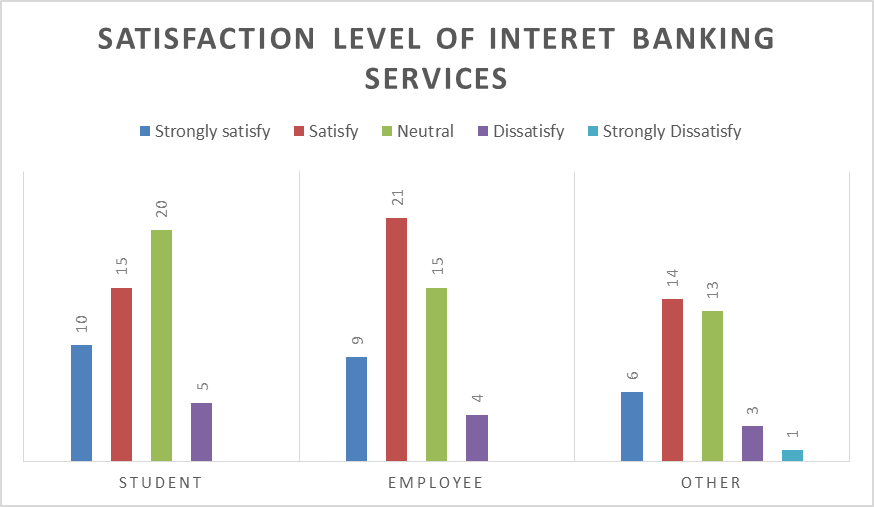 SATISFACTION LEVEL OF INTERET BANKING
SERVICES
Strongly satisfy Satisfy Neutral Dissatisfy Strongly Dissatisfy
10 15 20 5
9 21 15 4
6 14 13 3 1
STUDENT EMPLOYEE OTHER